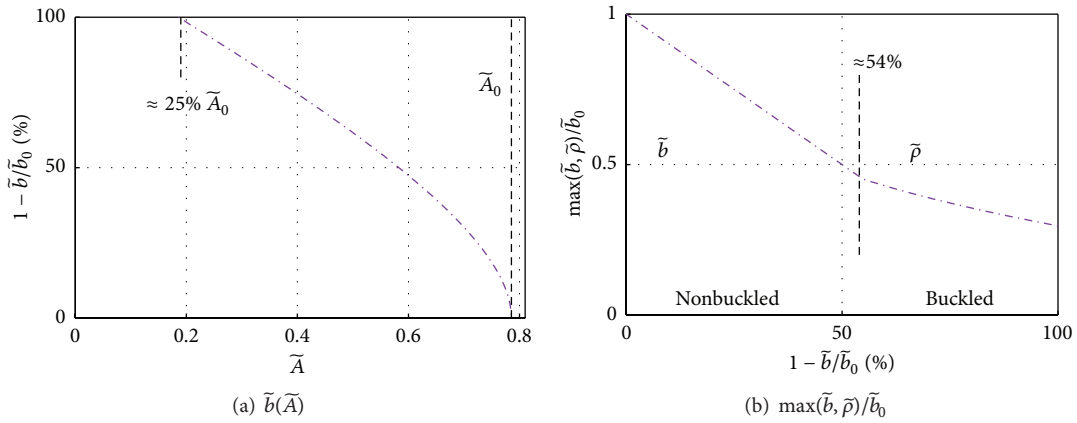 100
50
0
1 − b̃/b̃₀ (%)
≈ 25% Ã₀
Ã₀
0
0.2
0.4
0.6
0.8
Ã
(a) b̃(Ã)
1
0.5
0
max(b̃, ρ̃)/b̃₀
≈54%
b̃
ρ̃
Nonbuckled
Buckled
0
50
100
1 − b̃/b̃₀ (%)
(b) max(b̃, ρ̃)/b̃₀